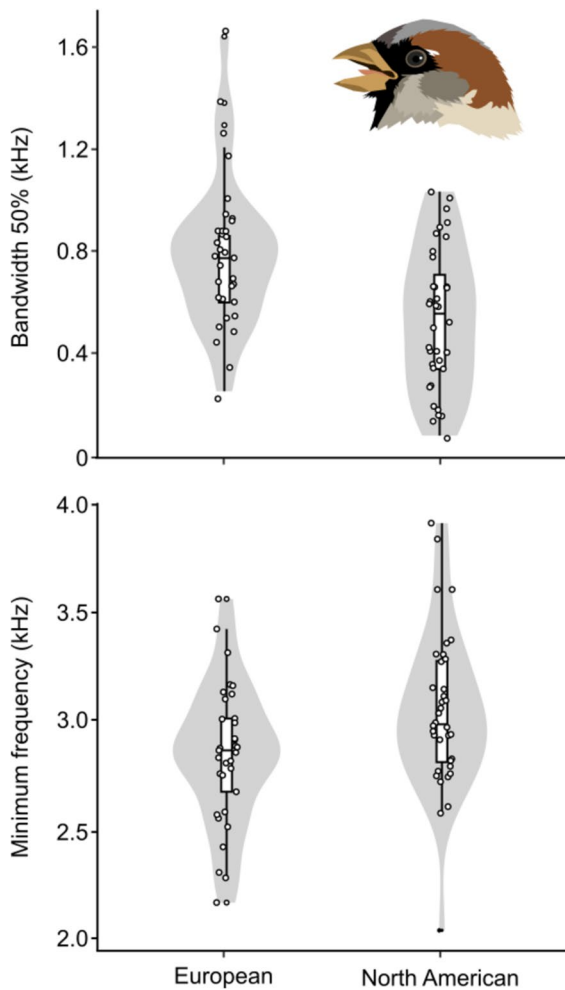 1.6
1.2
0.8
0.4
0
Bandwidth 50% (kHz)
4.0
3.5
3.0
2.5
2.0
Minimum frequency (kHz)
European
North American